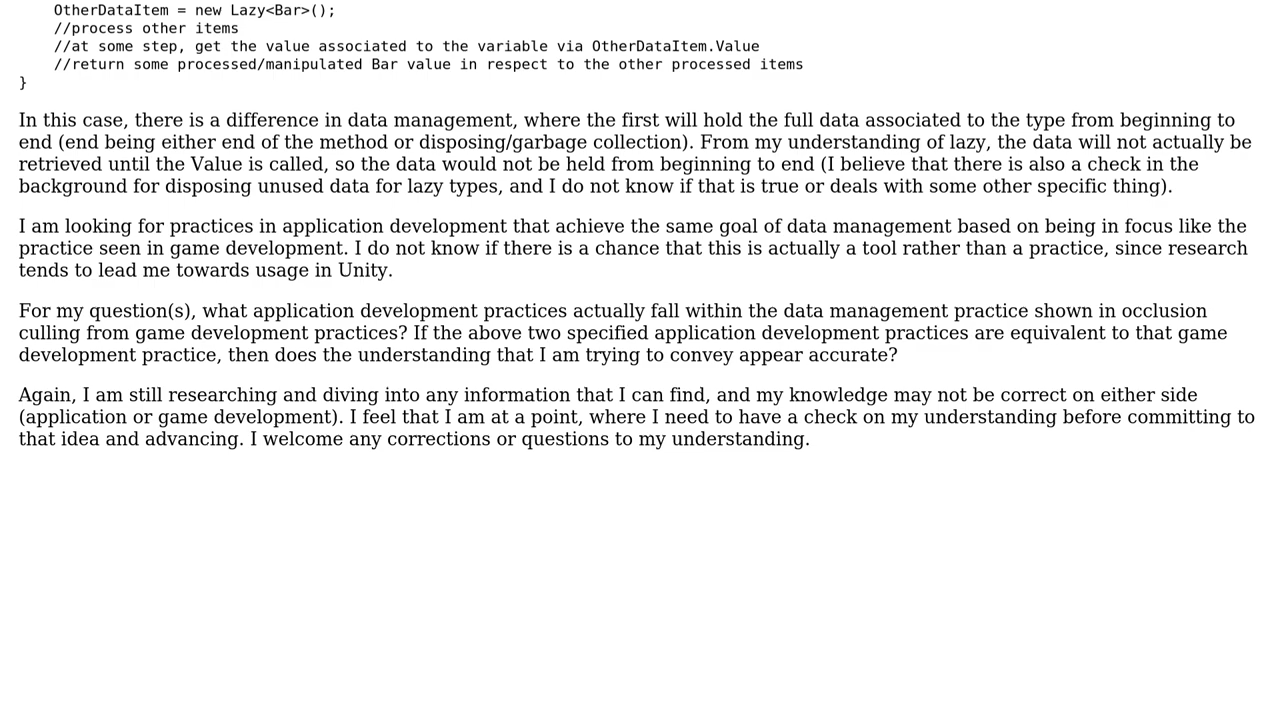 OtherDataItem = new Lazy<Bar>();
//process other items
//at some step, get the value associated to the variable via OtherDataItem.Value
//return some processed/manipulated Bar value in respect to the other processed items
}
In this case, there is a difference in data management, where the first will hold the full data associated to the type from beginning to
end (end being either end of the method or disposing/garbage collection). From my understanding of lazy, the data will not actually be
retrieved until the Value is called, so the data would not be held from beginning to end (I believe that there is also a check in the
background for disposing unused data for lazy types, and I do not know if that is true or deals with some other specific thing).
I am looking for practices in application development that achieve the same goal of data management based on being in focus like the
practice seen in game development. I do not know if there is a chance that this is actually a tool rather than a practice, since research
tends to lead me towards usage in Unity.
For my question(s), what application development practices actually fall within the data management practice shown in occlusion
culling from game development practices? If the above two specified application development practices are equivalent to that game
development practice, then does the understanding that I am trying to convey appear accurate?
Again, I am still researching and diving into any information that I can find, and my knowledge may not be correct on either side
(application or game development). I feel that I am at a point, where I need to have a check on my understanding before committing to
that idea and advancing. I welcome any corrections or questions to my understanding.